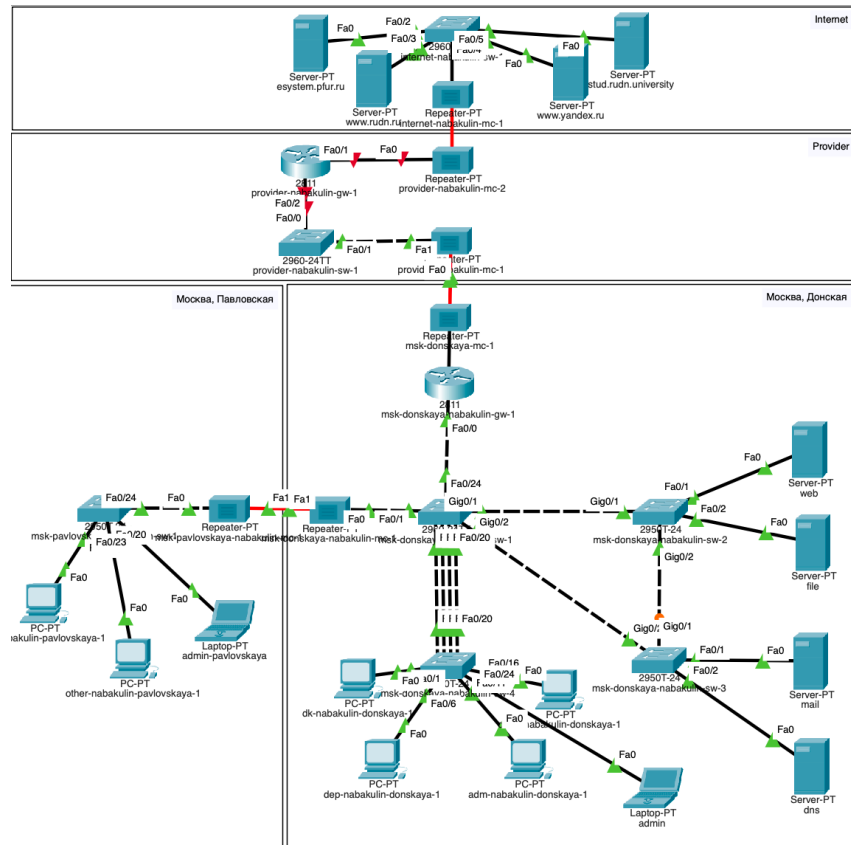 Internet
Fa0
Fa0/2
Fa0/3
Fa0/5
Fa0
Fa0
Server-PT
esystem.pfur.ru
Server-PT
www.rudn.ru
Server-PT
www.yandex.ru
Server-PT
stud.rudn.university
Repeater-PT
internet-nabakulin-mc-1
Provider
Fa0/1
Fa0
2811
provider-nabakulin-gw-1
Repeater-PT
provider-nabakulin-mc-2
Fa0/2
Fa0/0
2960-24TT
provider-nabakulin-sw-1
Fa0/1
Fa1
Fa0
Москва, Павловская
Москва, Донская
Repeater-PT
msk-donskaya-mc-1
2811
msk-donskaya-nabakulin-gw-1
Fa0/0
Fa0/24
Fa0/24
Fa0
Fa1
Fa1
Fa0
Fa0/1
Gig0/1
Gig0/2
Gig0/1
Fa0/1
Fa0
Fa0/2
Fa0
Server-PT
web
Server-PT
file
Repeater-PT
2950T-24
msk-donskaya-nabakulin-sw-2
Gig0/2
Fa0/23
Fa0/20
Fa0
Fa0
Fa0
PC-PT
PC-PT
other-nabakulin-pavlovskaya-1
Laptop-PT
admin-pavlovskaya
Fa0/20
Fa0/20
Gig0/1
2950T-24
msk-donskaya-nabakulin-sw-3
Fa0/1
Fa0
Fa0/2
Fa0
Server-PT
mail
Server-PT
dns
msk-donskaya-nabakulin-sw-4
Fa0/16
Fa0/24
Fa0
Fa0/6
Fa0
Fa0
Fa0
Fa0
PC-PT
dk-nabakulin-donskaya-1
PC-PT
PC-PT
dep-nabakulin-donskaya-1
PC-PT
adm-nabakulin-donskaya-1
Laptop-PT
admin